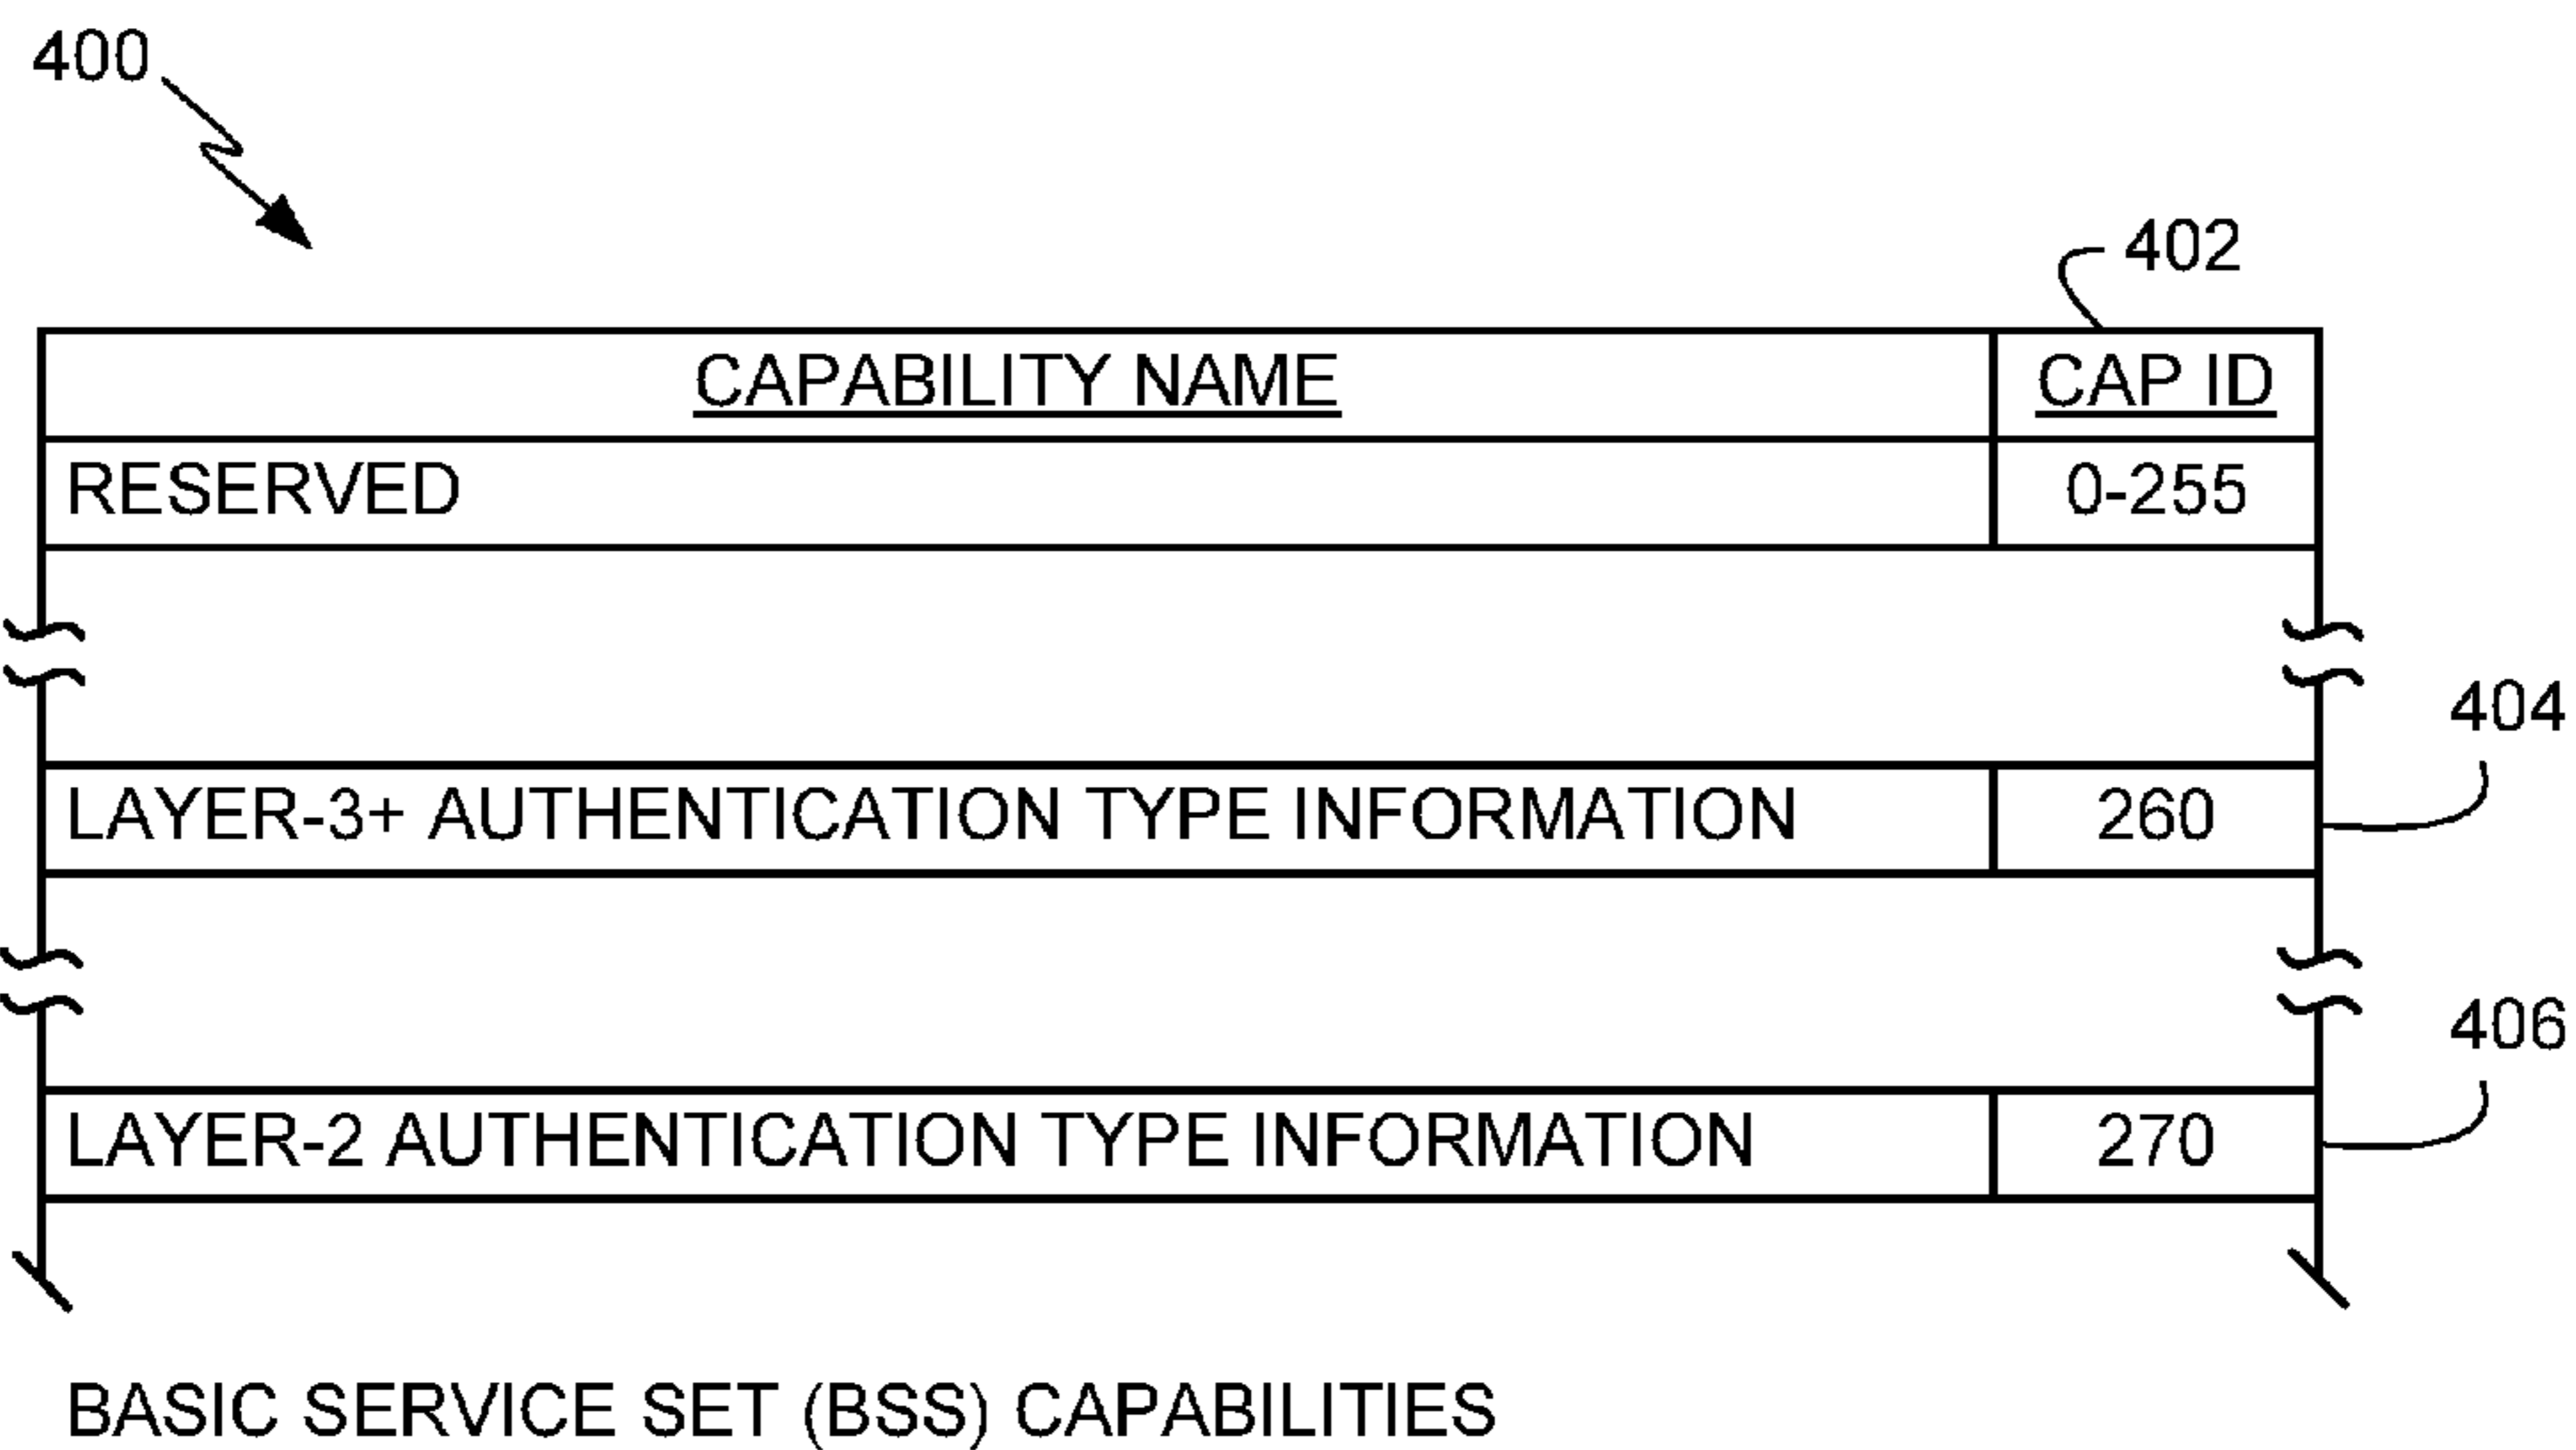 400
402
CAPABILITY NAME CAP ID
RESERVED 0-255
404
LAYER-3+ AUTHENTICATION TYPE INFORMATION 260
406
LAYER-2 AUTHENTICATION TYPE INFORMATION 270
BASIC SERVICE SET (BSS) CAPABILITIES